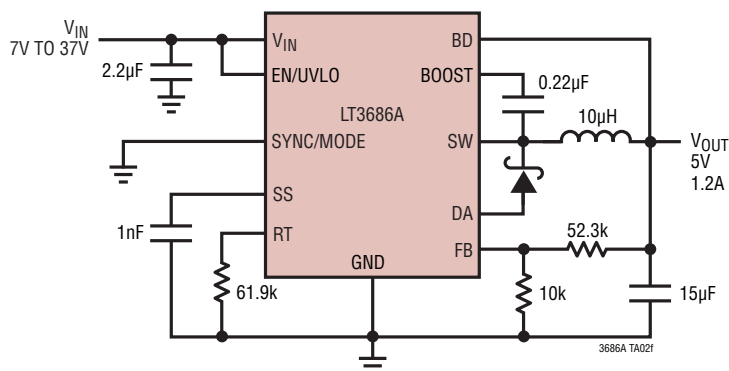 VIN
7V TO 37V
2.2µF
VIN
EN/UVLO
SYNC/MODE
SS
RT
GND
LT3686A
BD
BOOST
SW
DA
FB
0.22µF
10µH
VOUT
5V
1.2A
1nF
61.9k
52.3k
10k
15µF
3686A TA02f